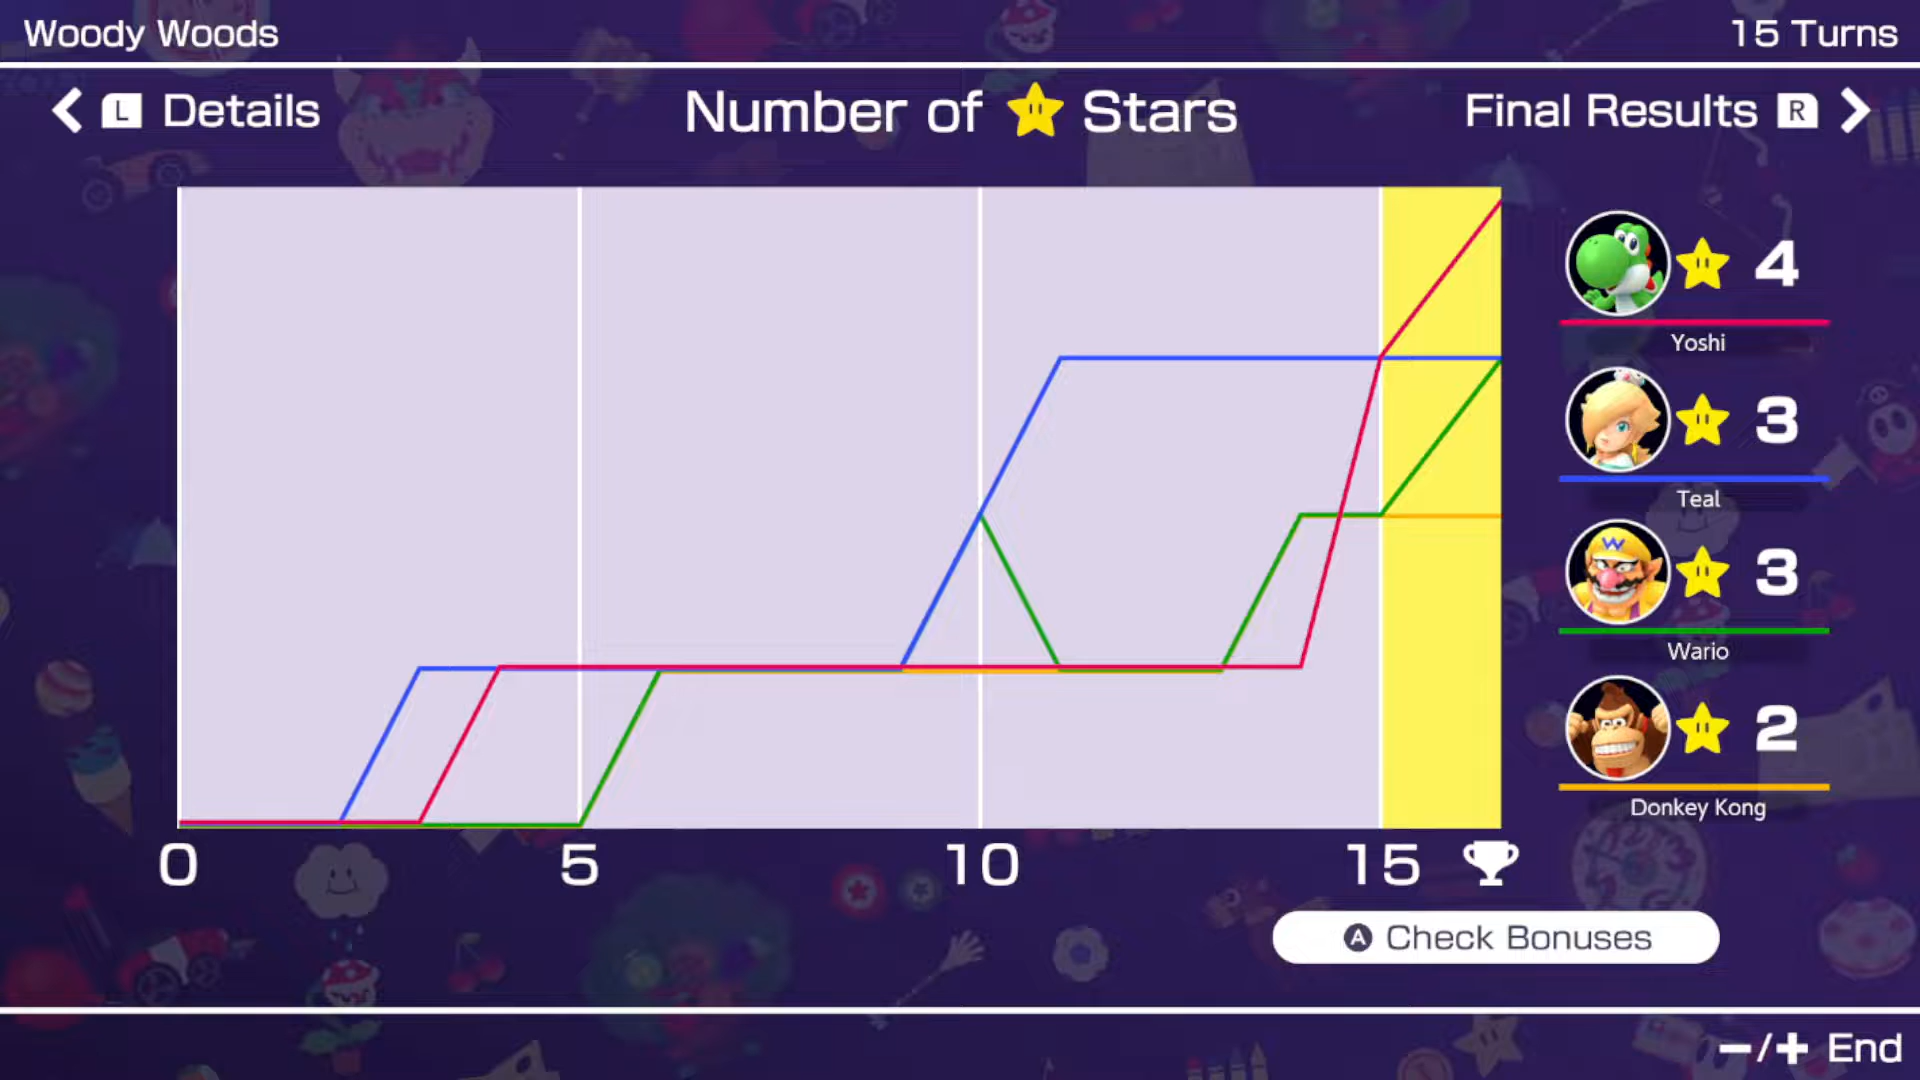 Woody Woods
15 Turns
L Details
Number of Stars
Final Results R
4
Yoshi
3
Teal
W
3
Wario
2
Donkey Kong
0 5 10 15
A Check Bonuses
−/+ End